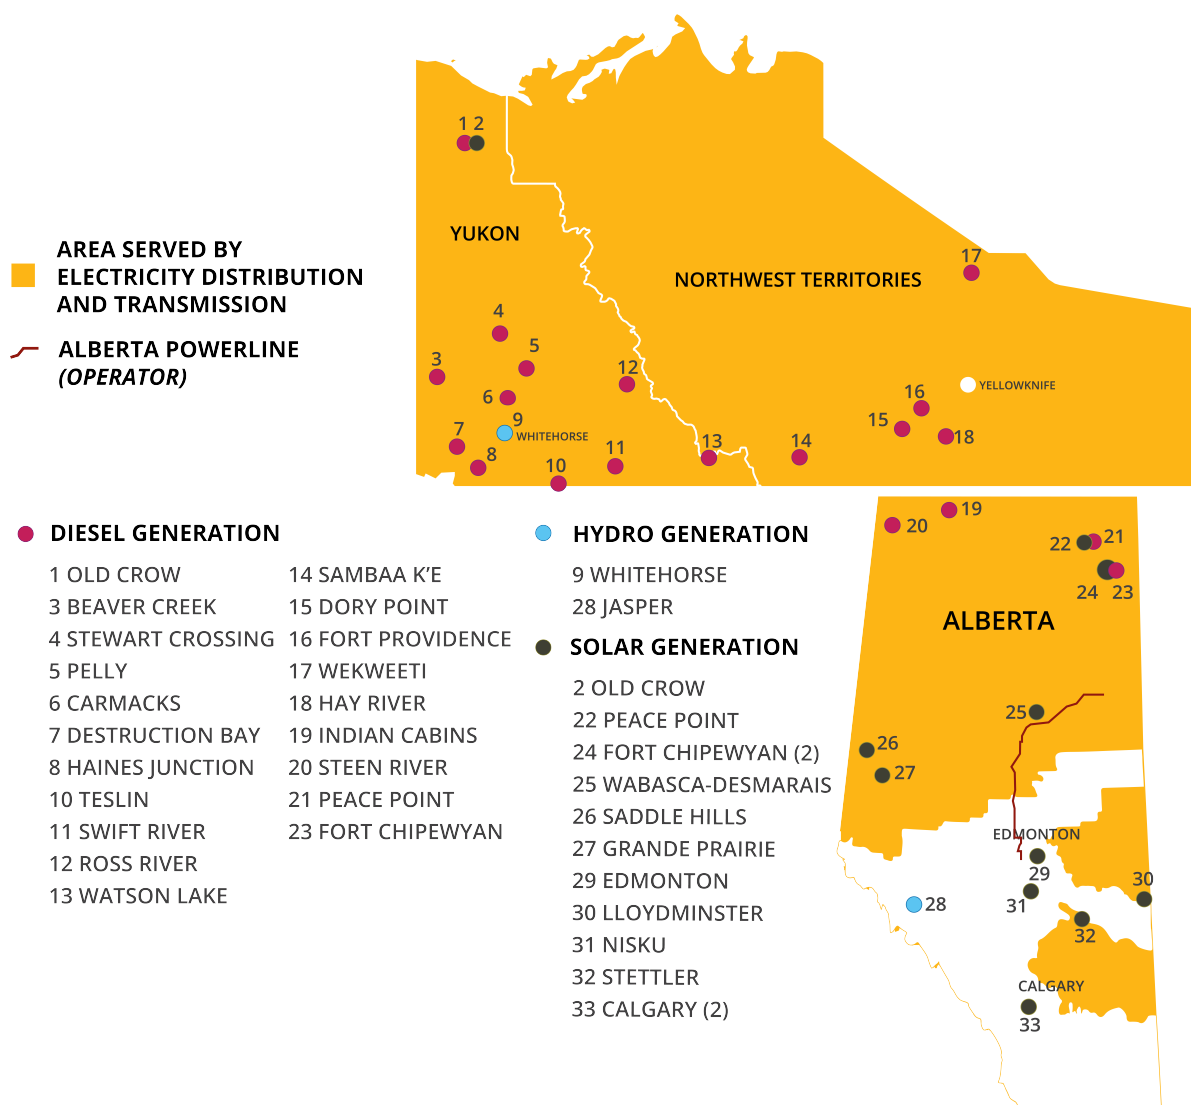 1 2
YUKON
AREA SERVED BY
ELECTRICITY DISTRIBUTION
AND TRANSMISSION
ALBERTA POWERLINE
(OPERATOR)
NORTHWEST TERRITORIES
17
4
5
3
12
6
YELLOWKNIFE
16
9
WHITEHORSE
15
18
7
8
11
10
13
14
DIESEL GENERATION
1 OLD CROW
3 BEAVER CREEK
4 STEWART CROSSING
5 PELLY
6 CARMACKS
7 DESTRUCTION BAY
8 HAINES JUNCTION
10 TESLIN
11 SWIFT RIVER
12 ROSS RIVER
13 WATSON LAKE
14 SAMBAA K’E
15 DORY POINT
16 FORT PROVIDENCE
17 WEKWEETI
18 HAY RIVER
19 INDIAN CABINS
20 STEEN RIVER
21 PEACE POINT
23 FORT CHIPEWYAN
HYDRO GENERATION
9 WHITEHORSE
28 JASPER
SOLAR GENERATION
2 OLD CROW
22 PEACE POINT
24 FORT CHIPEWYAN (2)
25 WABASCA-DESMARAIS
26 SADDLE HILLS
27 GRANDE PRAIRIE
29 EDMONTON
30 LLOYDMINSTER
31 NISKU
32 STETTLER
33 CALGARY (2)
19
20
21
22
24 23
ALBERTA
25
26
27
EDMONTON
29
30
31
28
32
CALGARY
33